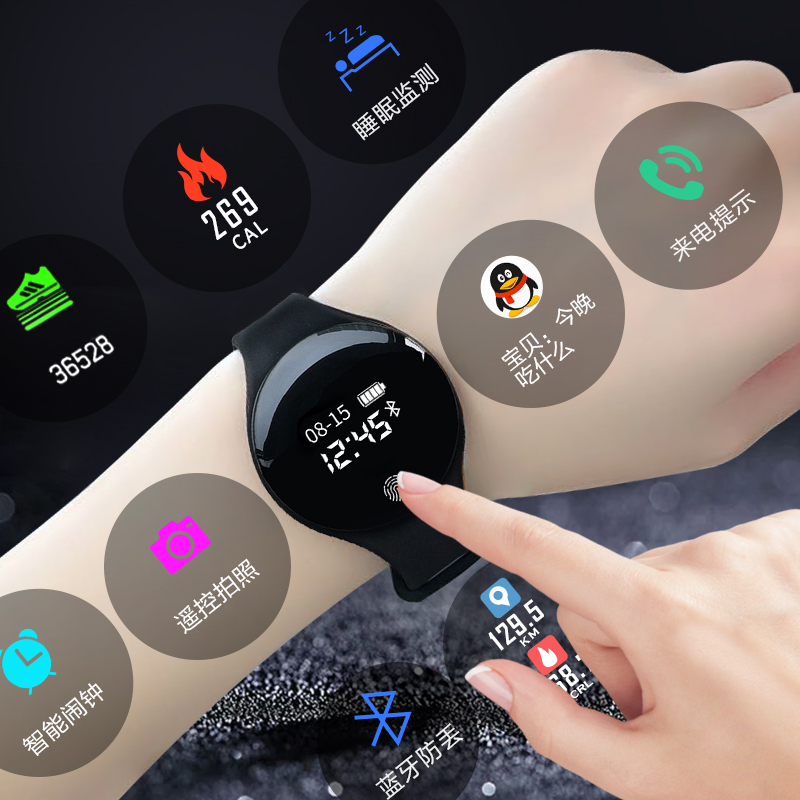 zzz
睡眠监测
269
CAL
来电提示
36528
宝贝：今晚
吃什么
08-15
12:45
遥控拍照
129.5
KM
智能闹钟
蓝牙防丢